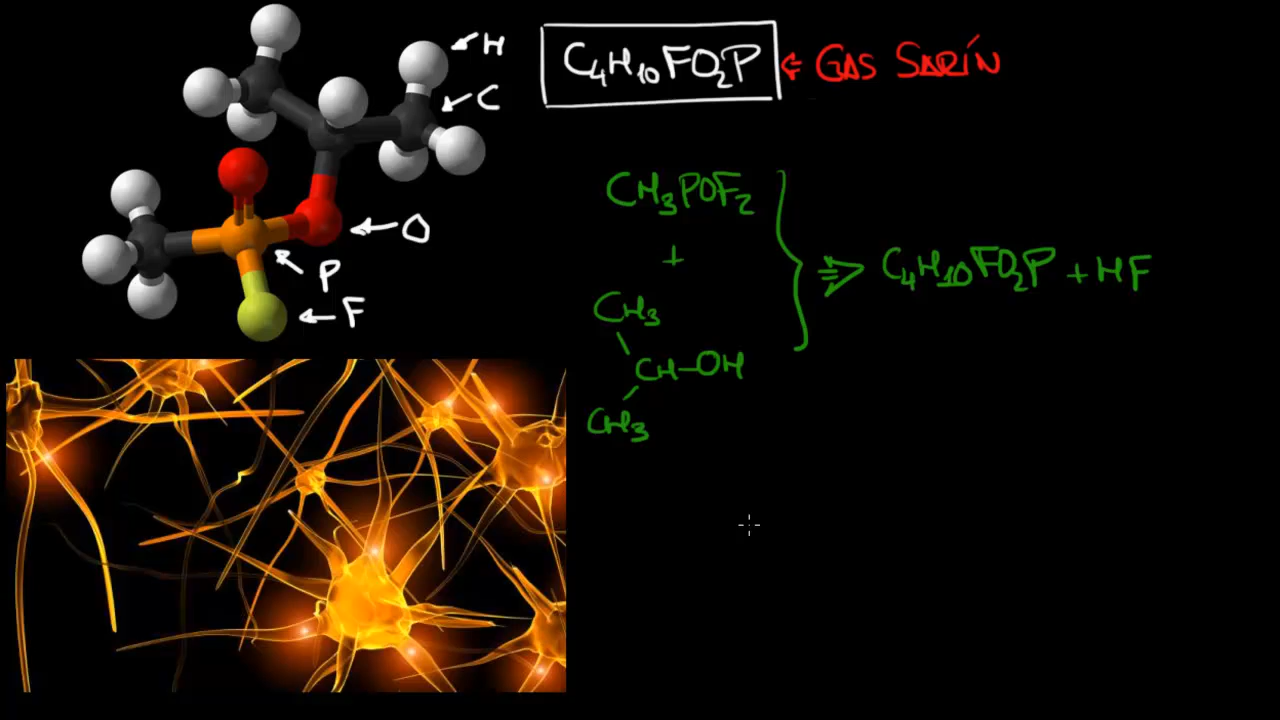 H
C
O
P
F
C₄H₁₀FO₂P ⇐ GAS SARÍN
CH₃POF₂
+
CH₃
CH-OH
CH₃
⇒ C₄H₁₀FO₂P + HF